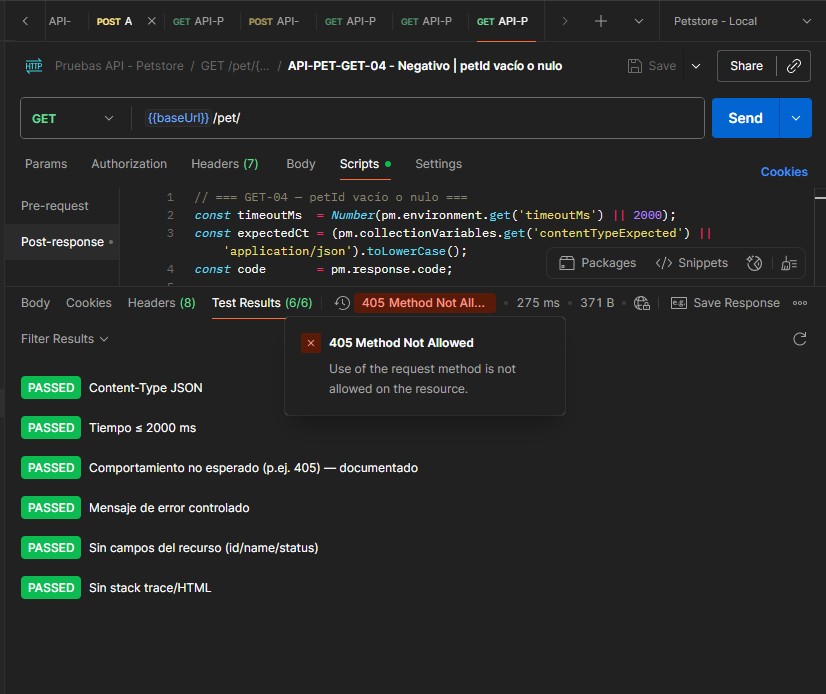 API- POST A GET API-P POST API- GET API-P GET API-P GET API-P Petstore - Local
HTTP Pruebas API - Petstore / GET /pet/{... / API-PET-GET-04 - Negativo | petId vacío o nulo Save Share
GET {{baseUrl}} /pet/ Send
Params Authorization Headers (7) Body Scripts Settings Cookies
Pre-request
Post-response
1 // === GET-04 — petId vacío o nulo ===
2 const timeoutMs = Number(pm.environment.get('timeoutMs') || 2000);
3 const expectedCt = (pm.collectionVariables.get('contentTypeExpected') ||
'application/json').toLowerCase();
4 const code = pm.response.code;
Packages Snippets
Body Cookies Headers (8) Test Results (6/6) 405 Method Not All... 275 ms 371 B e.g. Save Response
Filter Results
405 Method Not Allowed
Use of the request method is not
allowed on the resource.
PASSED Content-Type JSON
PASSED Tiempo ≤ 2000 ms
PASSED Comportamiento no esperado (p.ej. 405) — documentado
PASSED Mensaje de error controlado
PASSED Sin campos del recurso (id/name/status)
PASSED Sin stack trace/HTML